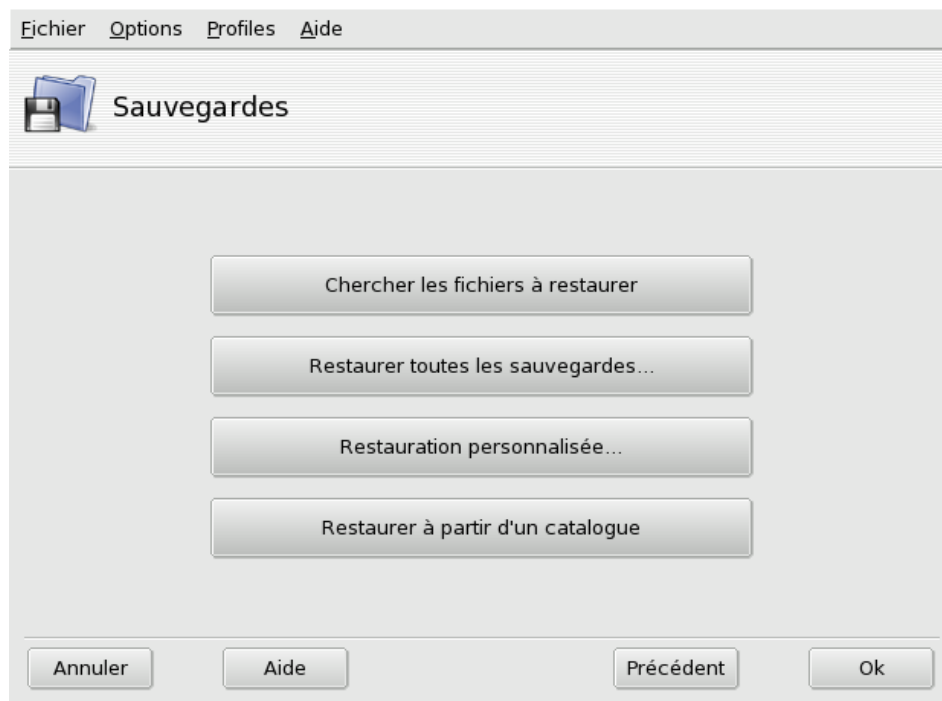 Fichier Options Profiles Aide
Sauvegardes
Chercher les fichiers à restaurer
Restaurer toutes les sauvegardes...
Restauration personnalisée...
Restaurer à partir d'un catalogue
Annuler Aide Précédent Ok